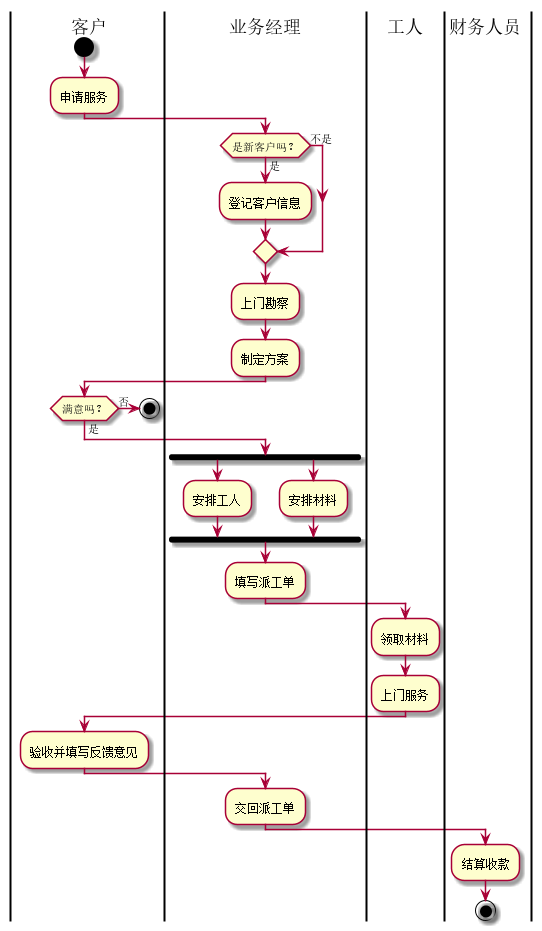 客户
业务经理
工人
财务人员
申请服务
是新客户吗？
不是
是
登记客户信息
上门勘察
制定方案
满意吗？
否
是
安排工人
安排材料
填写派工单
领取材料
上门服务
验收并填写反馈意见
交回派工单
结算收款